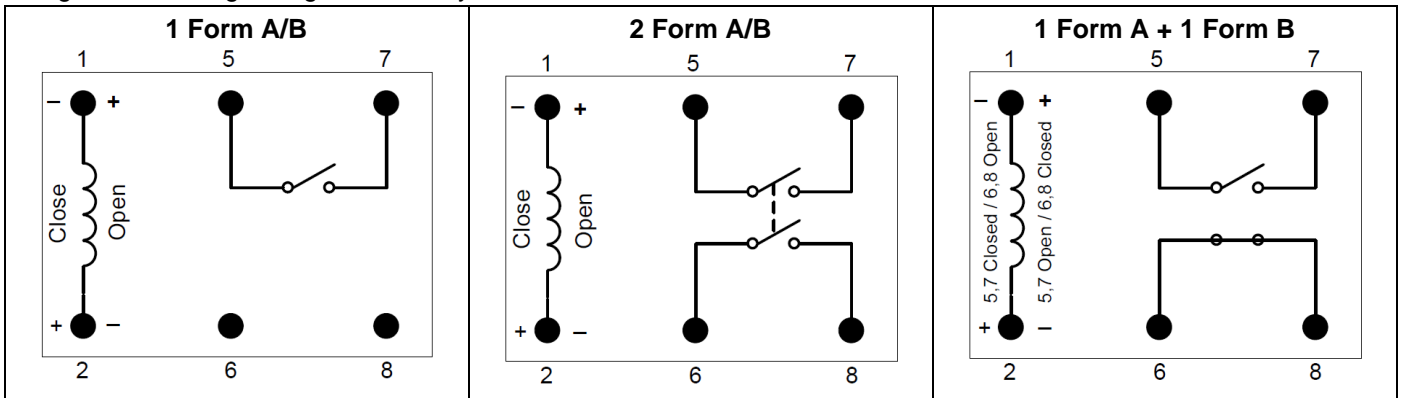 1 Form A/B
1 5 7
– +
Close
Open
+ –
2 6 8
2 Form A/B
1 5 7
– +
Close
Open
+ –
2 6 8
1 Form A + 1 Form B
1 5 7
– +
5,7 Closed / 6,8 Open
5,7 Open / 6,8 Closed
+ –
2 6 8